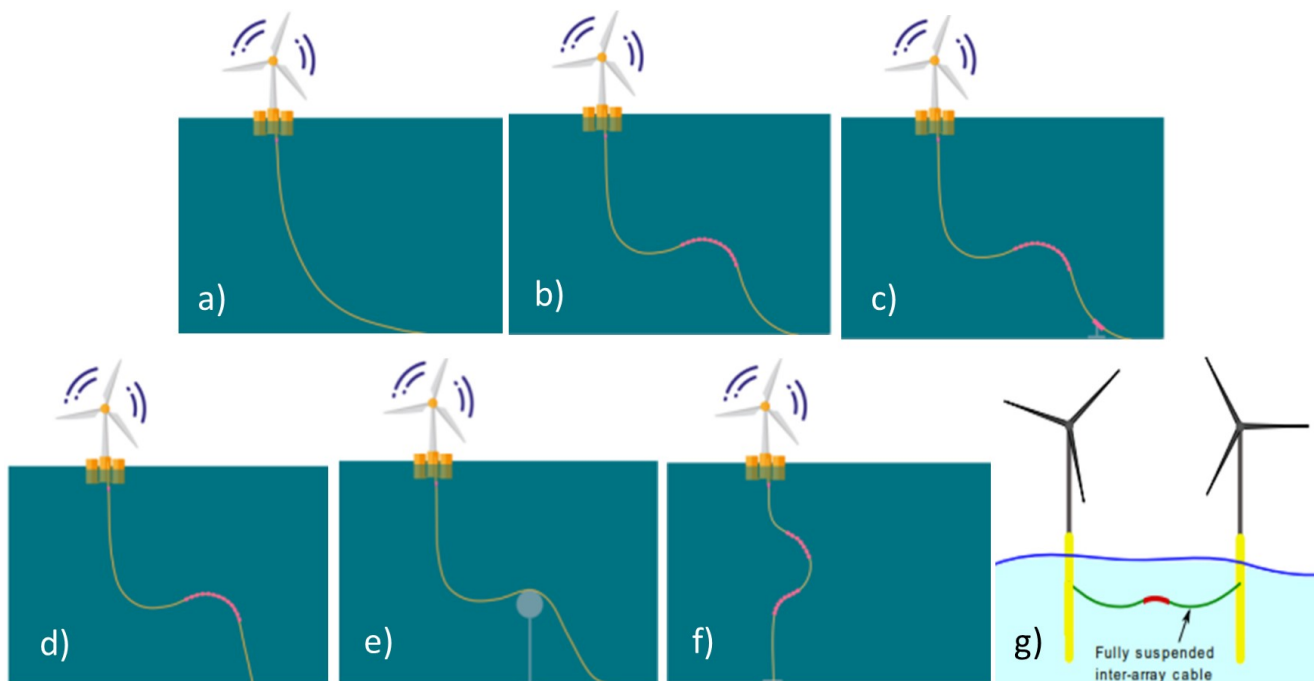 a)
b)
c)
d)
e)
f)
g)
Fully suspended
inter-array cable